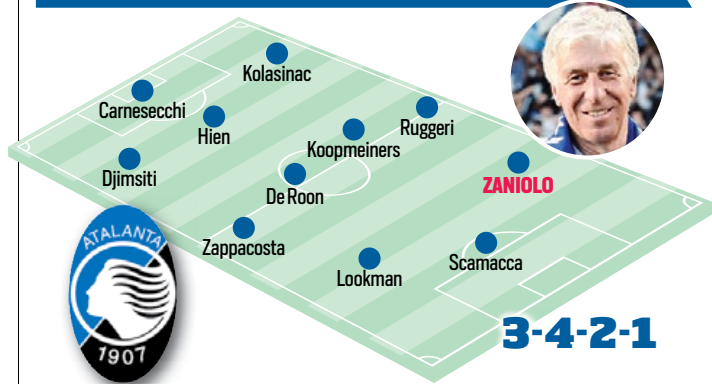 Kolasinac
Carnesecchi
Hien
Ruggeri
Koopmeiners
Djimsiti
De Roon
ZANIOLO
Zappacosta
Lookman
Scamacca
ATALANTA
1907
3-4-2-1